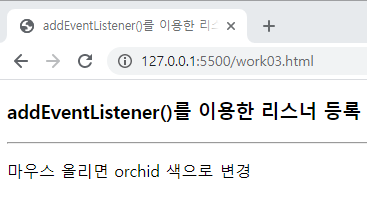 addEventListener()를 이용한 리스
127.0.0.1:5500/work03.html
addEventListener()를 이용한 리스너 등록
마우스 올리면 orchid 색으로 변경